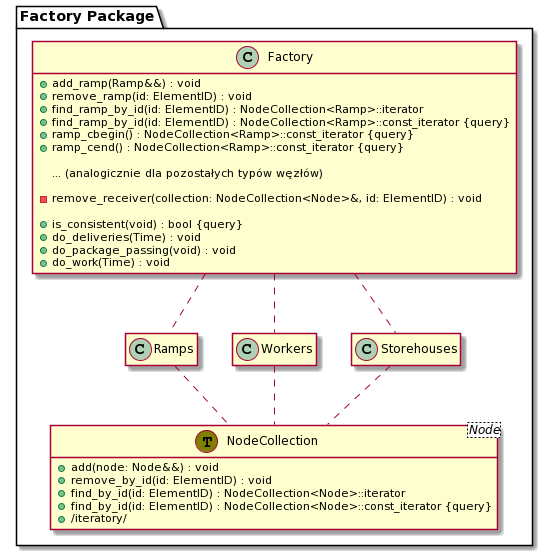 Factory Package
C Factory
add_ramp(Ramp&&) : void
remove_ramp(id: ElementID) : void
find_ramp_by_id(id: ElementID) : NodeCollection<Ramp>::iterator
find_ramp_by_id(id: ElementID) : NodeCollection<Ramp>::const_iterator {query}
ramp_cbegin() : NodeCollection<Ramp>::const_iterator {query}
ramp_cend() : NodeCollection<Ramp>::const_iterator {query}
... (analogicznie dla pozostałych typów węzłów)
remove_receiver(collection: NodeCollection<Node>&, id: ElementID) : void
is_consistent(void) : bool {query}
do_deliveries(Time) : void
do_package_passing(void) : void
do_work(Time) : void
C Ramps
C Workers
C Storehouses
Node
T NodeCollection
add(node: Node&&) : void
remove_by_id(id: ElementID) : void
find_by_id(id: ElementID) : NodeCollection<Node>::iterator
find_by_id(id: ElementID) : NodeCollection<Node>::const_iterator {query}
/iteratory/